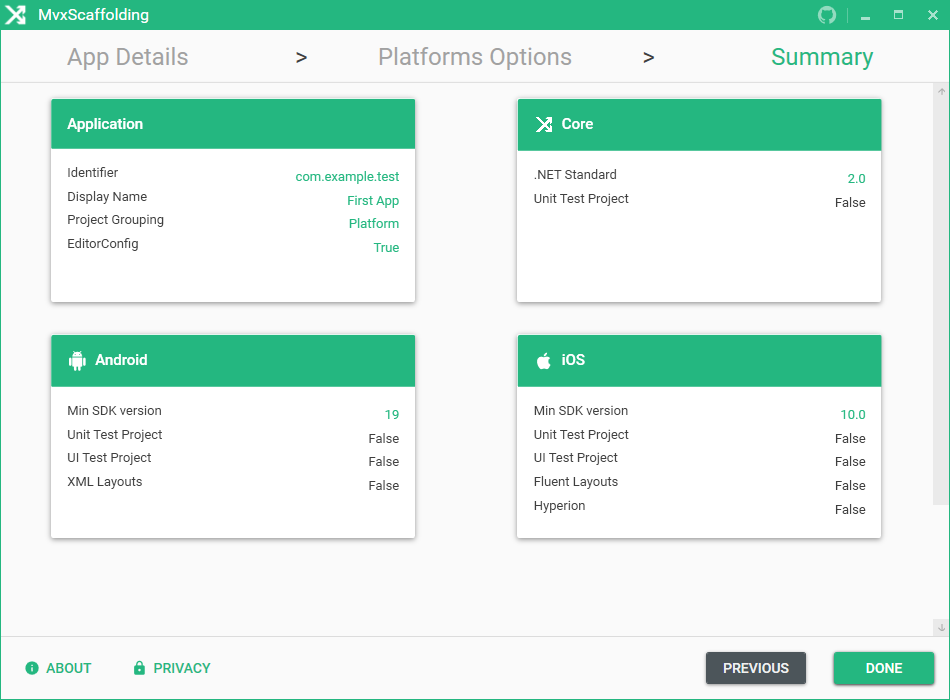 MvxScaffolding
App Details > Platforms Options > Summary
Application
Identifier com.example.test
Display Name First App
Project Grouping Platform
EditorConfig True
Core
.NET Standard 2.0
Unit Test Project False
Android
Min SDK version 19
Unit Test Project False
UI Test Project False
XML Layouts False
iOS
Min SDK version 10.0
Unit Test Project False
UI Test Project False
Fluent Layouts False
Hyperion False
ABOUT PRIVACY PREVIOUS DONE